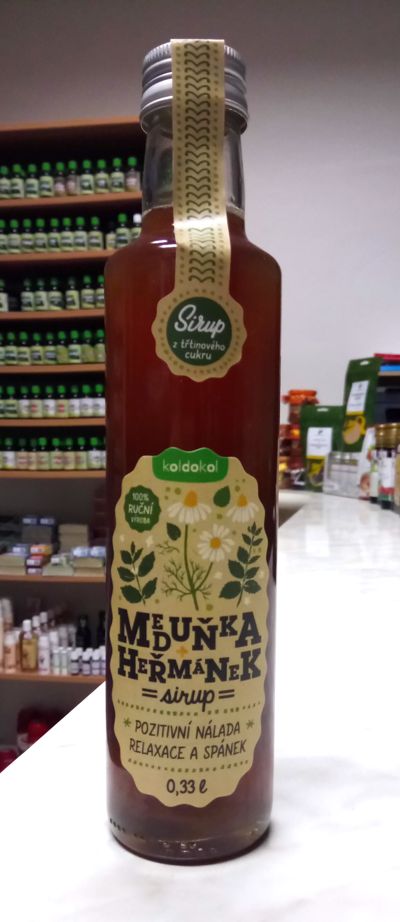 Sirup
z třtinového
cukru
koldokol
100%
RUČNÍ
VÝROBA
MEDUŇKA
+
HEŘMÁNEK
=sirup=
* POZITIVNÍ NÁLADA *
RELAXACE A SPÁNEK
0,33 ℓ